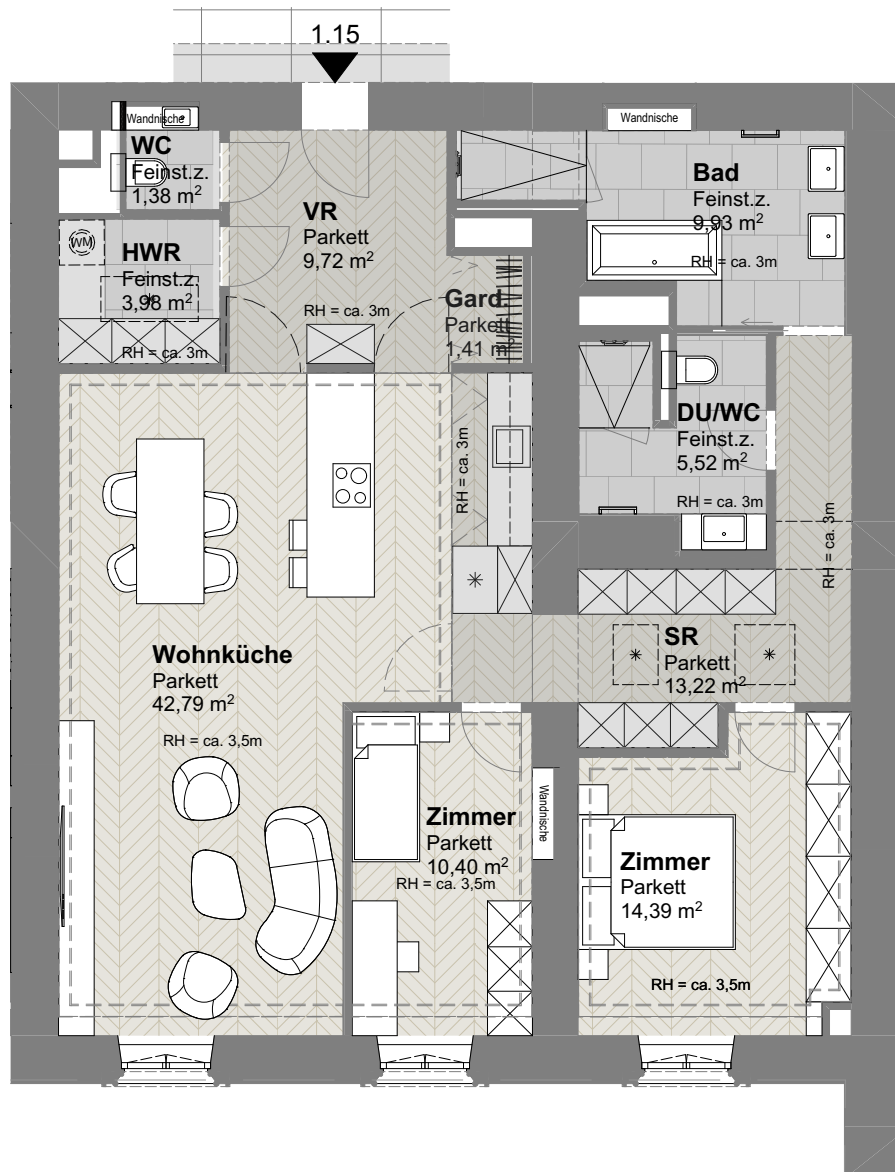 1.15
Wandnische
WC
Feinst.z.
1,38 m²
VR
Parkett
9,72 m²
RH = ca. 3m
Wandnische
Bad
Feinst.z.
9,93 m²
RH = ca. 3m
WM
HWR
Feinst.z.
3,98 m²
RH = ca. 3m
Gard.
Parkett
1,41 m²
DU/WC
Feinst.z.
5,52 m²
RH = ca. 3m
RH = ca. 3m
RH = ca. 3m
Wohnküche
Parkett
42,79 m²
RH = ca. 3,5m
SR
Parkett
13,22 m²
Zimmer
Parkett
10,40 m²
RH = ca. 3,5m
Wandnische
Zimmer
Parkett
14,39 m²
RH = ca. 3,5m